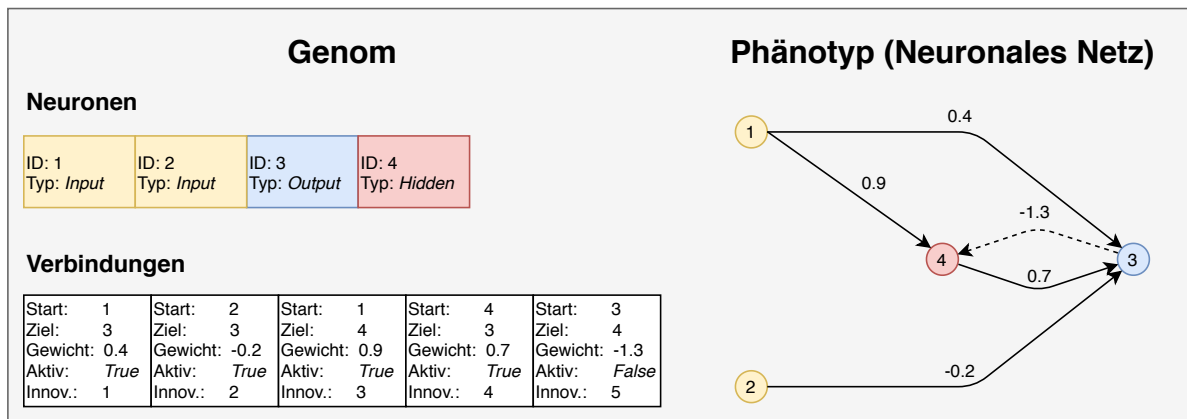 Genom
Neuronen
ID: 1
Typ: Input
ID: 2
Typ: Input
ID: 3
Typ: Output
ID: 4
Typ: Hidden
Verbindungen
Start: 1
Ziel: 3
Gewicht: 0.4
Aktiv: True
Innov.: 1
Start: 2
Ziel: 3
Gewicht: -0.2
Aktiv: True
Innov.: 2
Start: 1
Ziel: 4
Gewicht: 0.9
Aktiv: True
Innov.: 3
Start: 4
Ziel: 3
Gewicht: 0.7
Aktiv: True
Innov.: 4
Start: 3
Ziel: 4
Gewicht: -1.3
Aktiv: False
Innov.: 5
Phänotyp (Neuronales Netz)
0.4
1
0.9
-1.3
4
3
0.7
-0.2
2